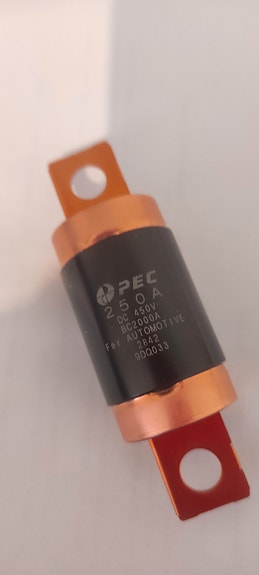 PEC
250A
DC 450V
BC2000A
For AUTOMOTIVE
2842
9DQ033